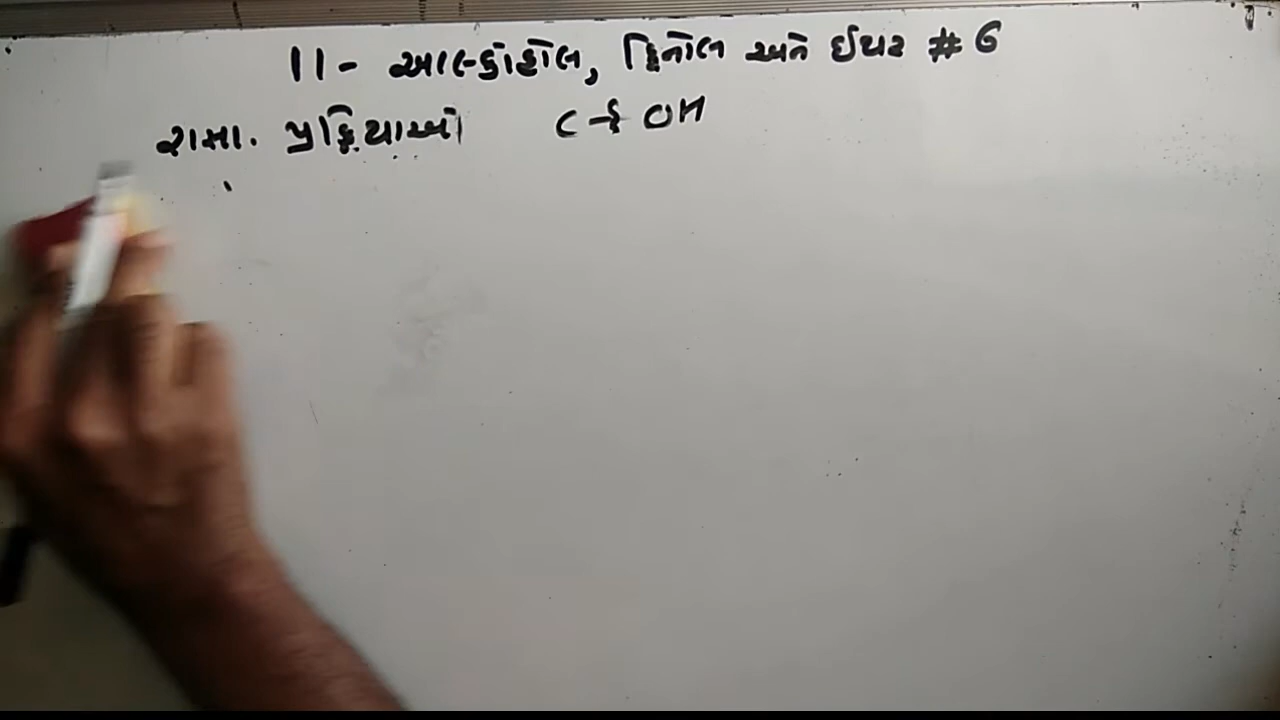 11 - આલ્કોહોલ, ફિનોલ અને ઈથર # 6
રાસા. પ્રક્રિયાઓ C-ξ-OH